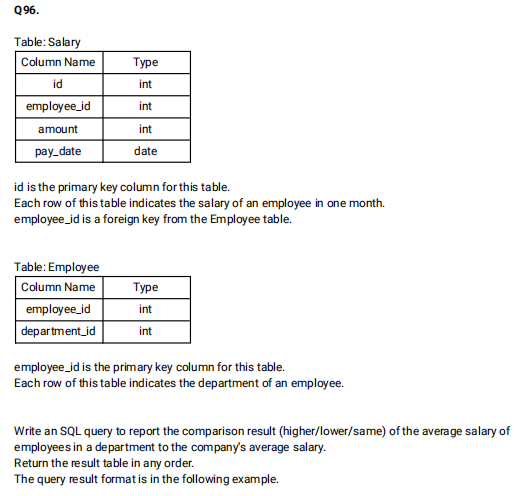 Q96.
Table: Salary
Column Name Type
id int
employee_id int
amount int
pay_date date
id is the primary key column for this table.
Each row of this table indicates the salary of an employee in one month.
employee_id is a foreign key from the Employee table.
Table: Employee
Column Name Type
employee_id int
department_id int
employee_id is the primary key column for this table.
Each row of this table indicates the department of an employee.
Write an SQL query to report the comparison result (higher/lower/same) of the average salary of
employees in a department to the company's average salary.
Return the result table in any order.
The query result format is in the following example.